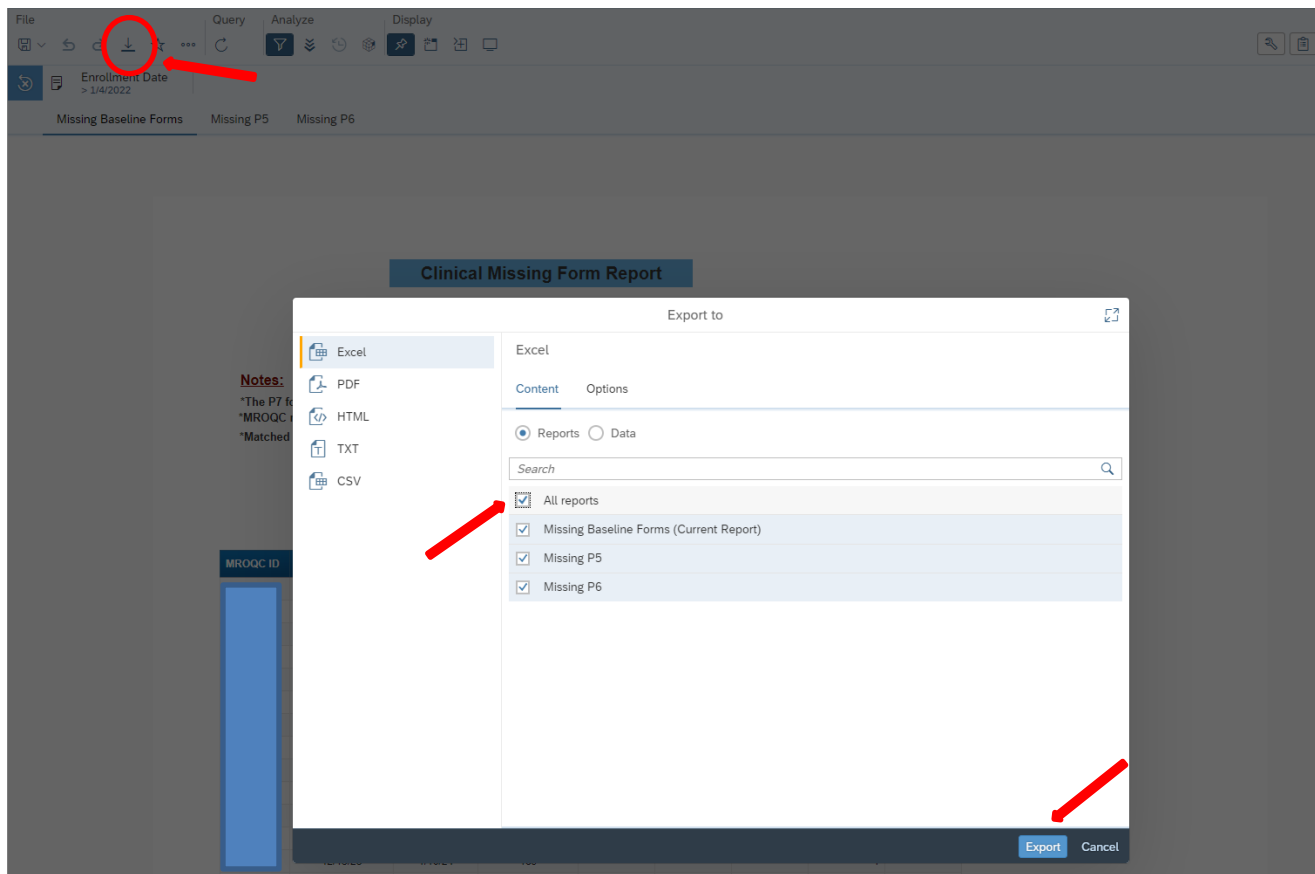 File Query Analyze Display
Enrollment Date
> 1/4/2022
Missing Baseline Forms Missing P5 Missing P6
Clinical Missing Form Report
Export to
Excel
PDF
HTML
TXT
CSV
Excel
Content Options
Reports Data
Search
All reports
Missing Baseline Forms (Current Report)
Missing P5
Missing P6
Notes:
*The P7
*MROQC
*Matched
MROQC ID
Export Cancel